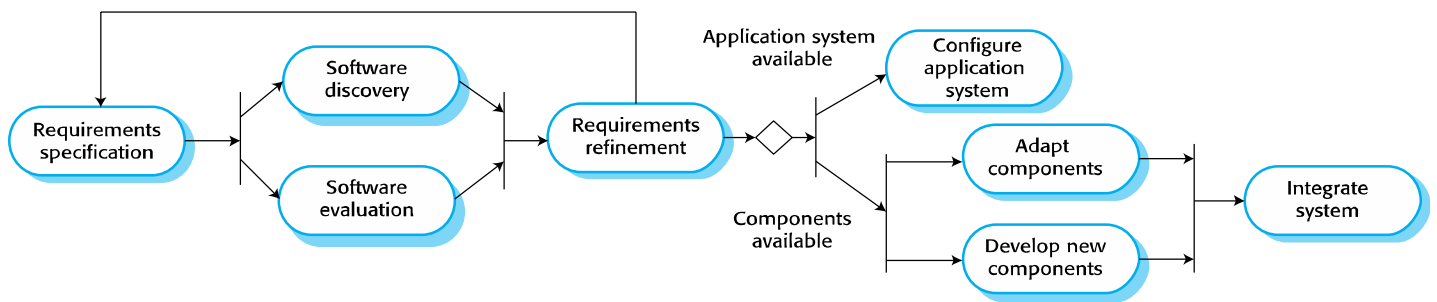 Requirements
specification
Software
discovery
Software
evaluation
Requirements
refinement
Application system
available
Configure
application
system
Components
available
Adapt
components
Develop new
components
Integrate
system